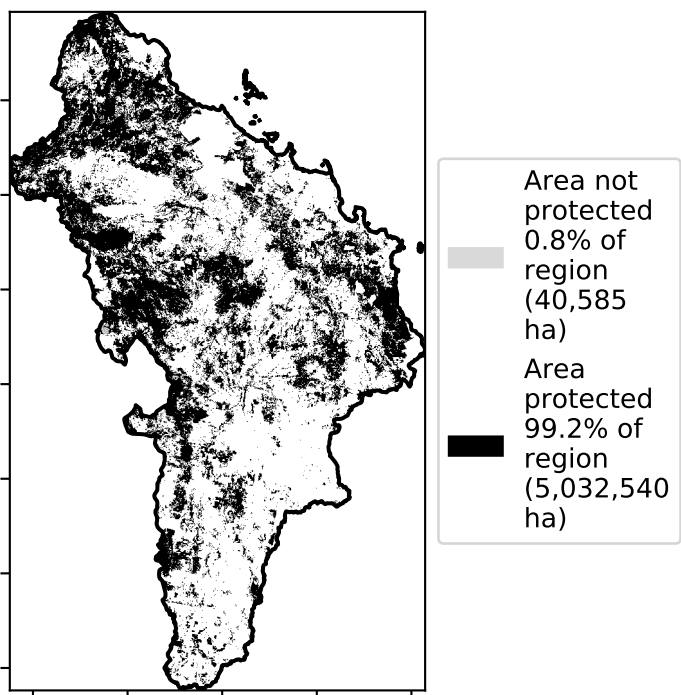 Area not
protected
0.8% of
region
(40,585
ha)
Area
protected
99.2% of
region
(5,032,540
ha)